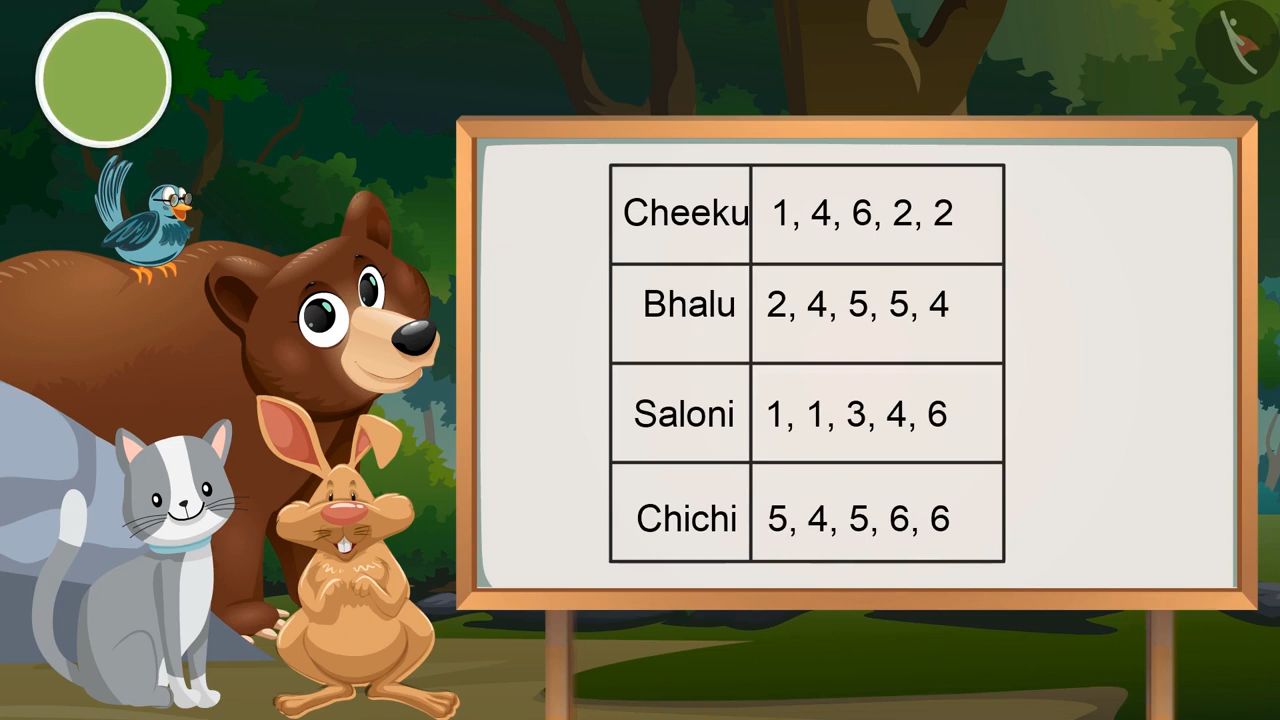 Cheeku 1, 4, 6, 2, 2
Bhalu 2, 4, 5, 5, 4
Saloni 1, 1, 3, 4, 6
Chichi 5, 4, 5, 6, 6